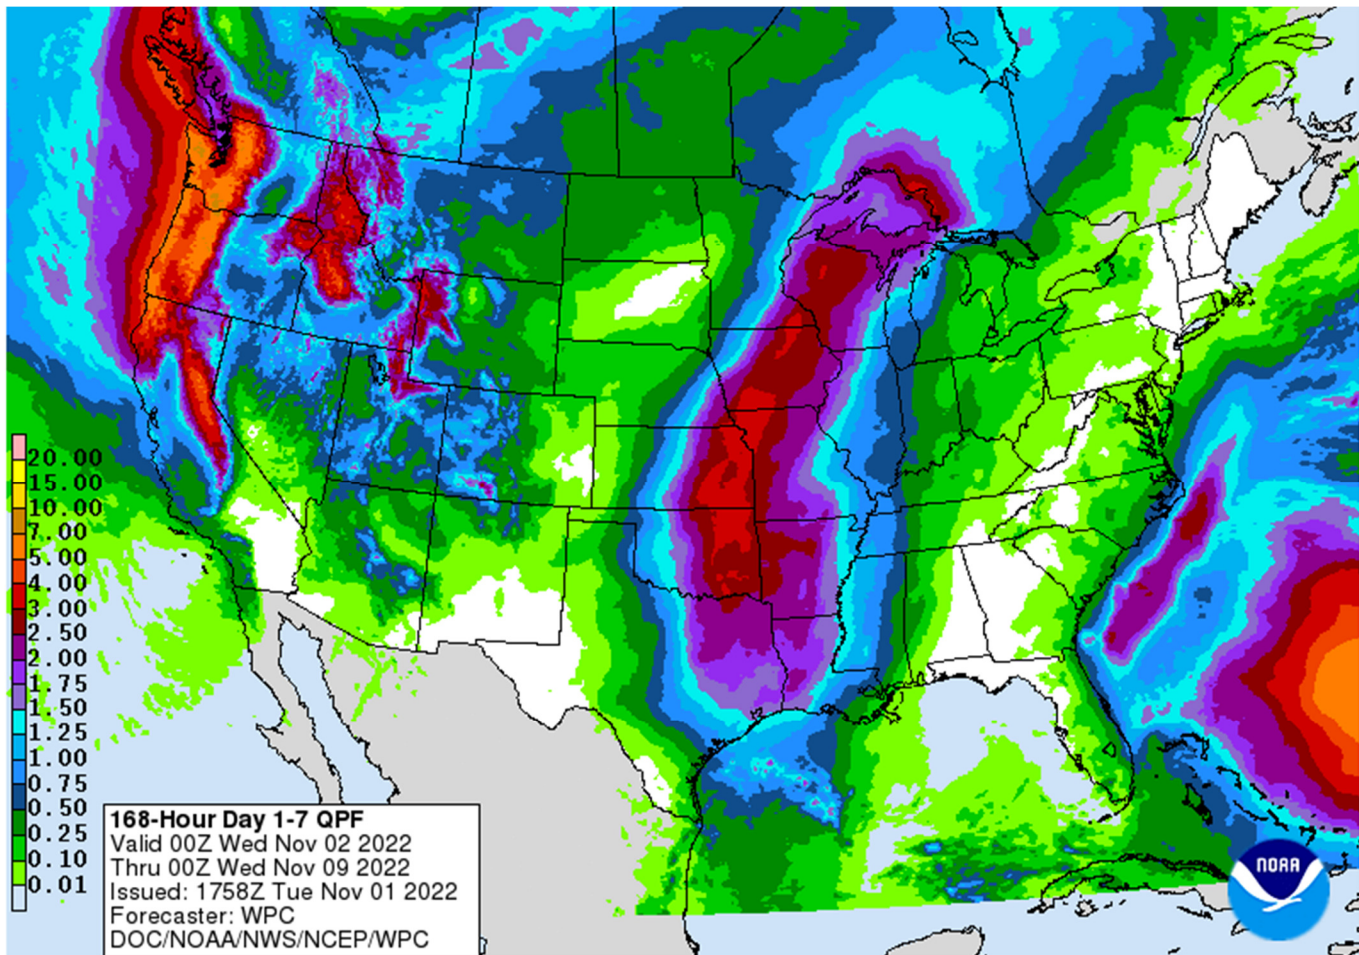 20.00
15.00
10.00
7.00
5.00
4.00
3.00
2.50
2.00
1.75
1.50
1.25
1.00
0.75
0.50
0.25
0.10
0.01
168-Hour Day 1-7 QPF
Valid 00Z Wed Nov 02 2022
Thru 00Z Wed Nov 09 2022
Issued: 1758Z Tue Nov 01 2022
Forecaster: WPC
DOC/NOAA/NWS/NCEP/WPC
NOAA